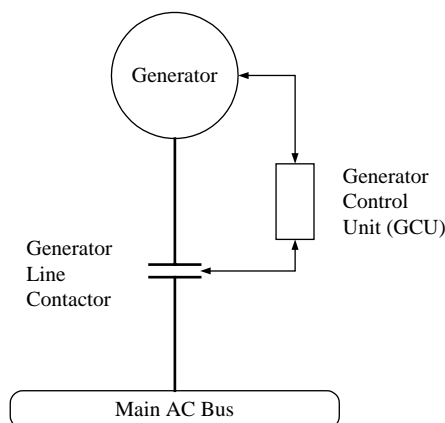 Generator
Generator
Control
Unit (GCU)
Generator
Line
Contactor
Main AC Bus